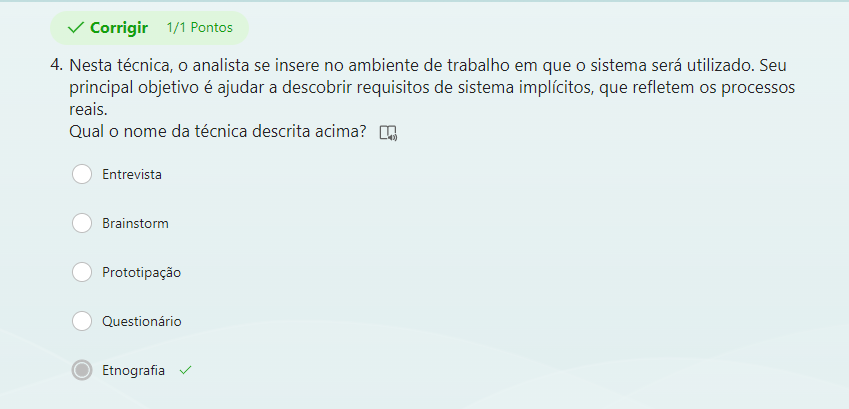 Corrigir 1/1 Pontos
4. Nesta técnica, o analista se insere no ambiente de trabalho em que o sistema será utilizado. Seu
principal objetivo é ajudar a descobrir requisitos de sistema implícitos, que refletem os processos
reais.
Qual o nome da técnica descrita acima?
Entrevista
Brainstorm
Prototipação
Questionário
Etnografia